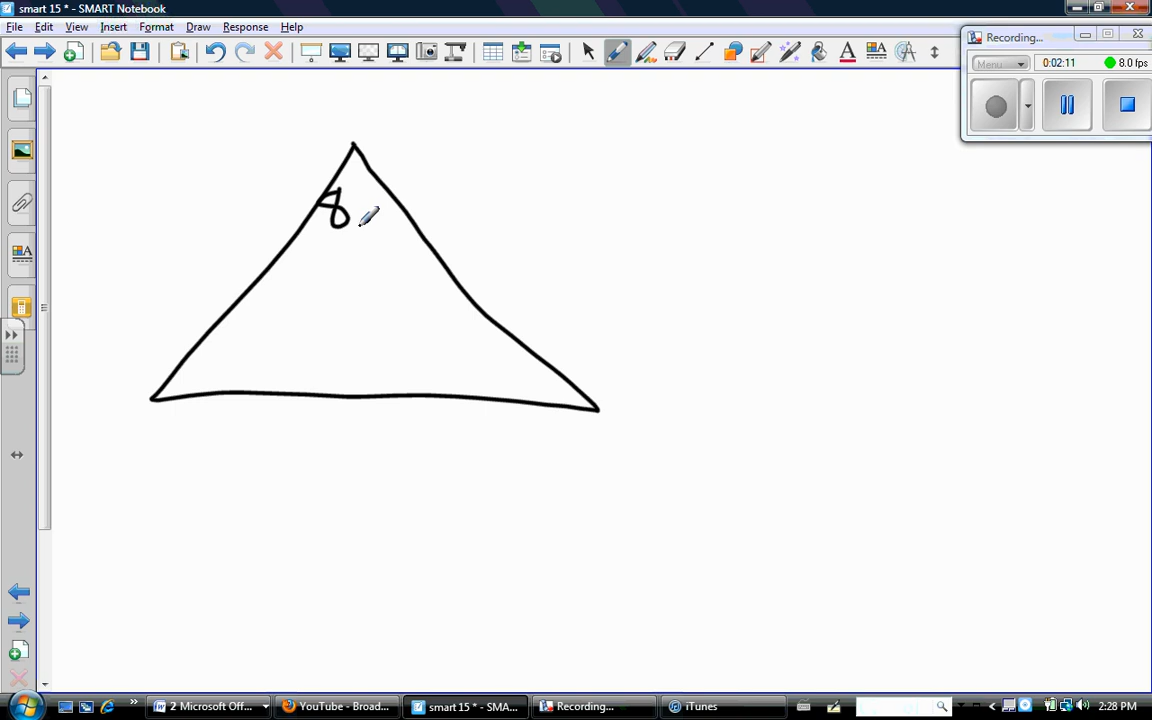 smart 15 * - SMART Notebook
File Edit View Insert Format Draw Response Help
Recording...
Menu 0:02:11 8.0 fps
8
2 Microsoft Off... YouTube - Broad... smart 15 * - SMA... Recording... iTunes 2:28 PM